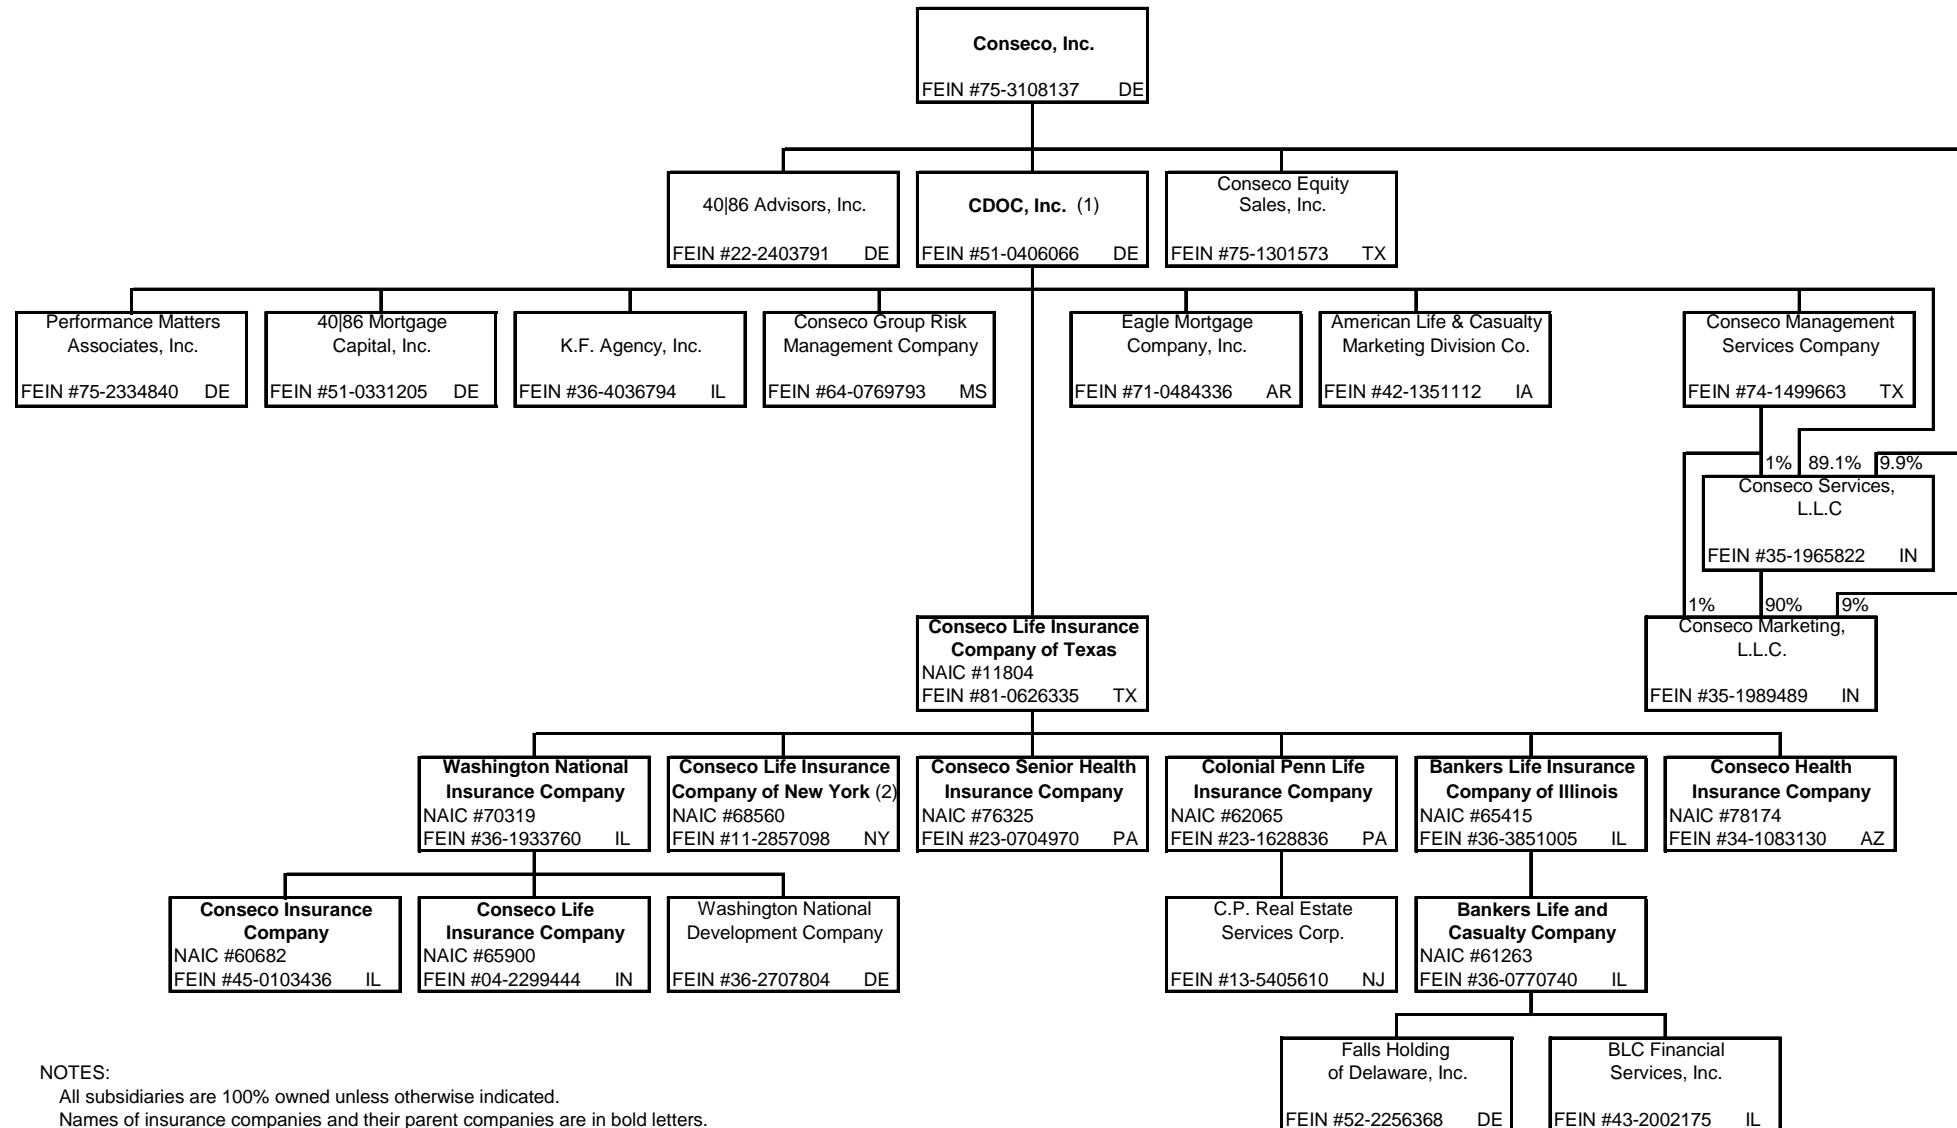 Conseco, Inc.
FEIN #75-3108137 DE
40|86 Advisors, Inc.
FEIN #22-2403791 DE
CDOC, Inc. (1)
FEIN #51-0406066 DE
Conseco Equity
Sales, Inc.
FEIN #75-1301573 TX
Performance Matters
Associates, Inc.
FEIN #75-2334840 DE
40|86 Mortgage
Capital, Inc.
FEIN #51-0331205 DE
K.F. Agency, Inc.
FEIN #36-4036794 IL
Conseco Group Risk
Management Company
FEIN #64-0769793 MS
Eagle Mortgage
Company, Inc.
FEIN #71-0484336 AR
American Life & Casualty
Marketing Division Co.
FEIN #42-1351112 IA
Conseco Management
Services Company
FEIN #74-1499663 TX
1% 89.1% 9.9%
Conseco Services,
L.L.C
FEIN #35-1965822 IN
1% 90% 9%
Conseco Marketing,
L.L.C.
FEIN #35-1989489 IN
Conseco Life Insurance
Company of Texas
NAIC #11804
FEIN #81-0626335 TX
Washington National
Insurance Company
NAIC #70319
FEIN #36-1933760 IL
Conseco Life Insurance
Company of New York (2)
NAIC #68560
FEIN #11-2857098 NY
Conseco Senior Health
Insurance Company
NAIC #76325
FEIN #23-0704970 PA
Colonial Penn Life
Insurance Company
NAIC #62065
FEIN #23-1628836 PA
Bankers Life Insurance
Company of Illinois
NAIC #65415
FEIN #36-3851005 IL
Conseco Health
Insurance Company
NAIC #78174
FEIN #34-1083130 AZ
Conseco Insurance
Company
NAIC #60682
FEIN #45-0103436 IL
Conseco Life
Insurance Company
NAIC #65900
FEIN #04-2299444 IN
Washington National
Development Company
FEIN #36-2707804 DE
C.P. Real Estate
Services Corp.
FEIN #13-5405610 NJ
Bankers Life and
Casualty Company
NAIC #61263
FEIN #36-0770740 IL
Falls Holding
of Delaware, Inc.
FEIN #52-2256368 DE
BLC Financial
Services, Inc.
FEIN #43-2002175 IL
NOTES:
All subsidiaries are 100% owned unless otherwise indicated.
Names of insurance companies and their parent companies are in bold letters.